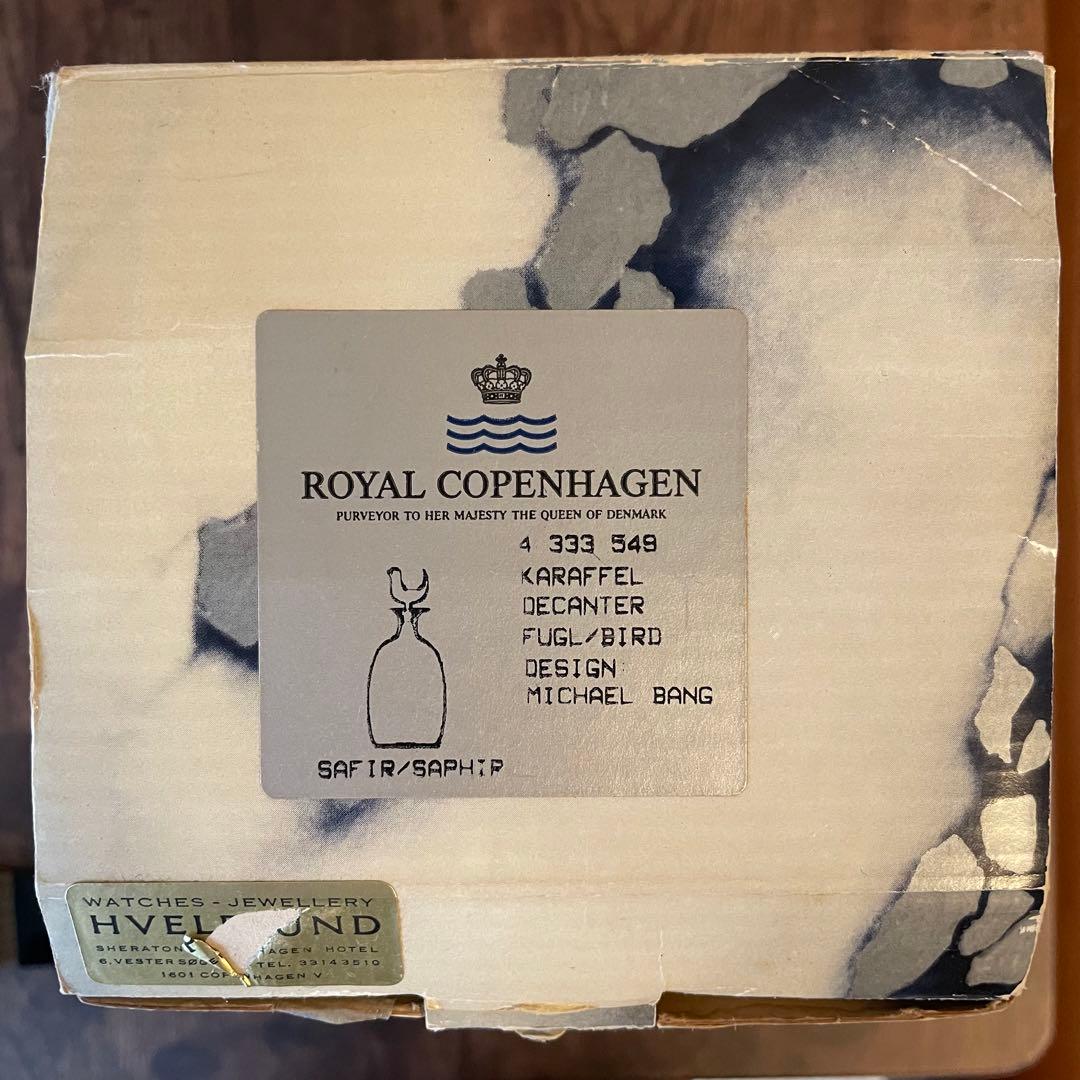 ROYAL COPENHAGEN
PURVEYOR TO HER MAJESTY THE QUEEN OF DENMARK
4 333 549
KARAFFEL
DECANTER
FUGL/BIRD
DESIGN:
MICHAEL BANG
SAFIR/SAPHIR
WATCHES - JEWELLERY
SHERATON HOTEL
6, VESTER TEL. 33143510
1601 V